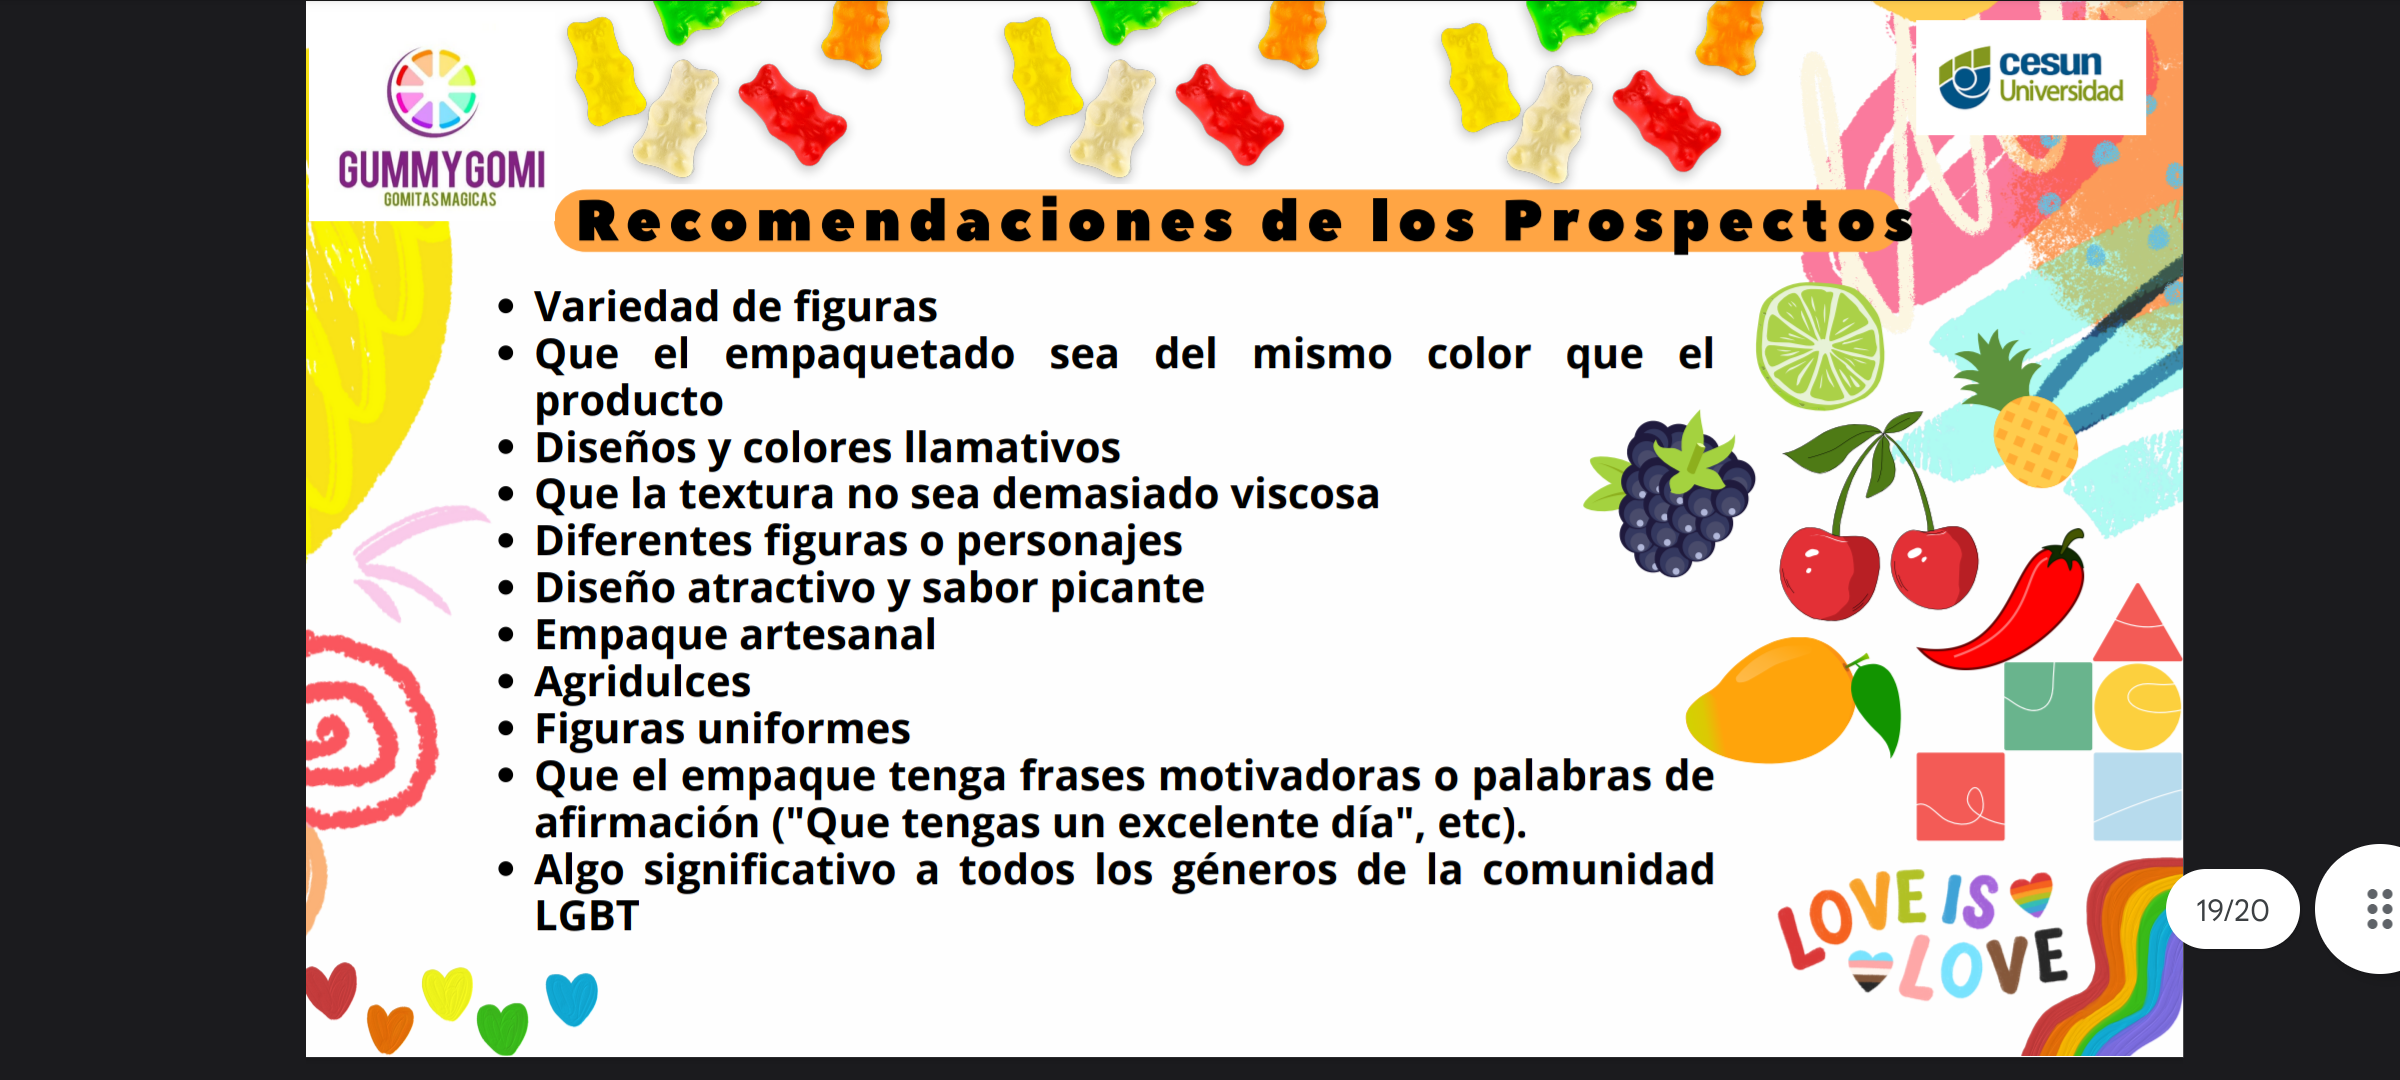 GUMMYGOMI
GOMITAS MAGICAS
cesun
Universidad
Recomendaciones de los Prospectos
• Variedad de figuras
• Que el empaquetado sea del mismo color que el
producto
• Diseños y colores llamativos
• Que la textura no sea demasiado viscosa
• Diferentes figuras o personajes
• Diseño atractivo y sabor picante
• Empaque artesanal
• Agridulces
• Figuras uniformes
• Que el empaque tenga frases motivadoras o palabras de
afirmación ("Que tengas un excelente día", etc).
• Algo significativo a todos los géneros de la comunidad
LGBT
LOVE IS
LOVE
19/20